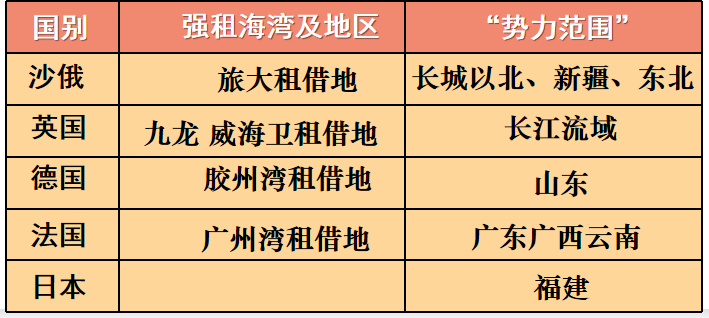 国别 强租海湾及地区 “势力范围”
沙俄 旅大租借地 长城以北、新疆、东北
英国 九龙 威海卫租借地 长江流域
德国 胶州湾租借地 山东
法国 广州湾租借地 广东广西云南
日本 福建